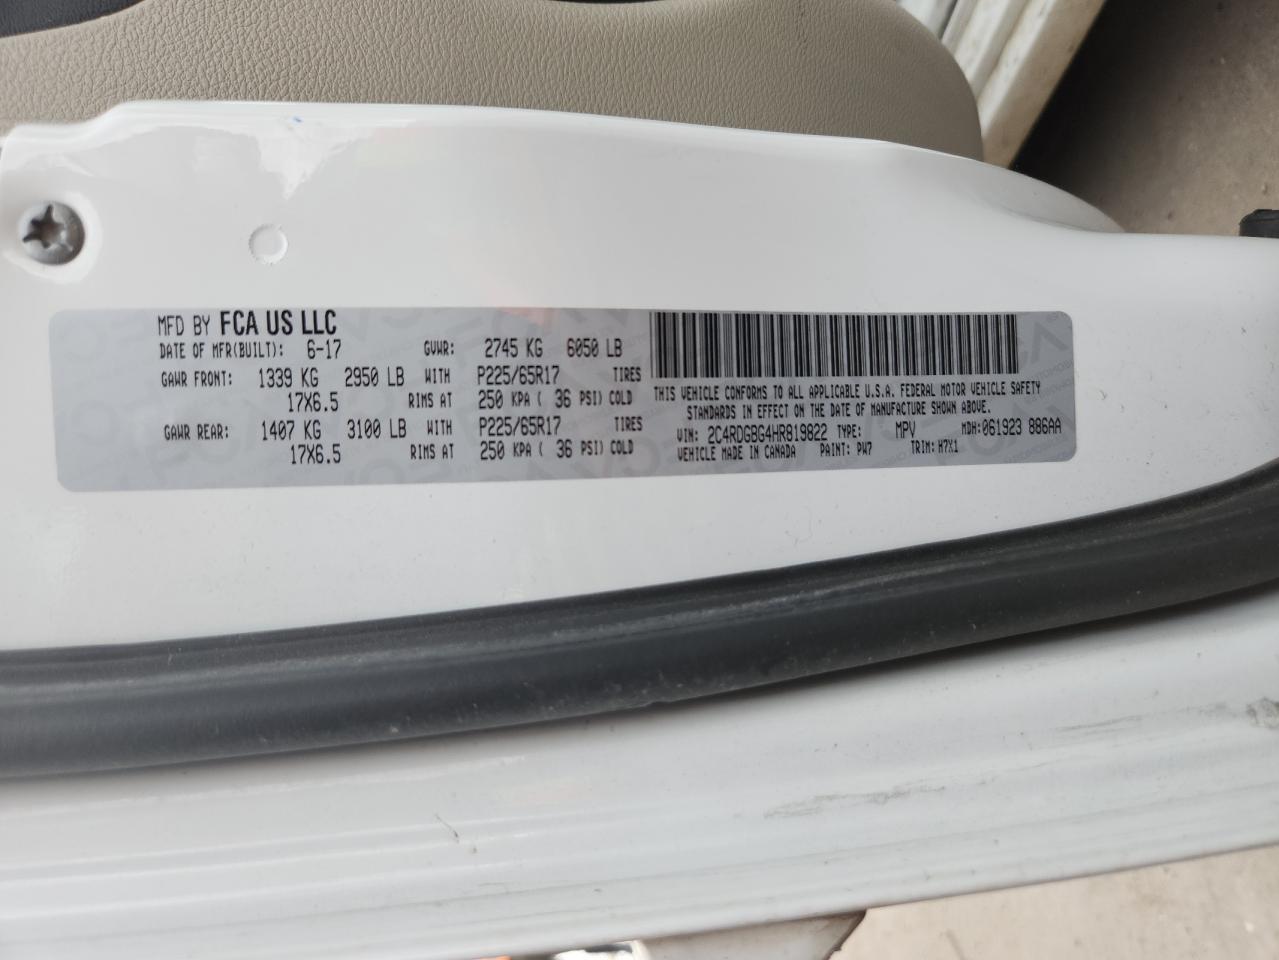 MFD BY FCA US LLC
DATE OF MFR(BUILT): 6-17 GVWR: 2745 KG 6050 LB
GAWR FRONT: 1339 KG 2950 LB WITH P225/65R17 TIRES
17X6.5 RIMS AT 250 KPA ( 36 PSI) COLD
GAWR REAR: 1407 KG 3100 LB WITH P225/65R17 TIRES
17X6.5 RIMS AT 250 KPA ( 36 PSI) COLD
THIS VEHICLE CONFORMS TO ALL APPLICABLE U.S.A. FEDERAL MOTOR VEHICLE SAFETY
STANDARDS IN EFFECT ON THE DATE OF MANUFACTURE SHOWN ABOVE.
VIN: 2C4RDGBG4HR819822 TYPE: MPV MDH: 061923 886AA
VEHICLE MADE IN CANADA PAINT: PW7 TRIM: H7X1